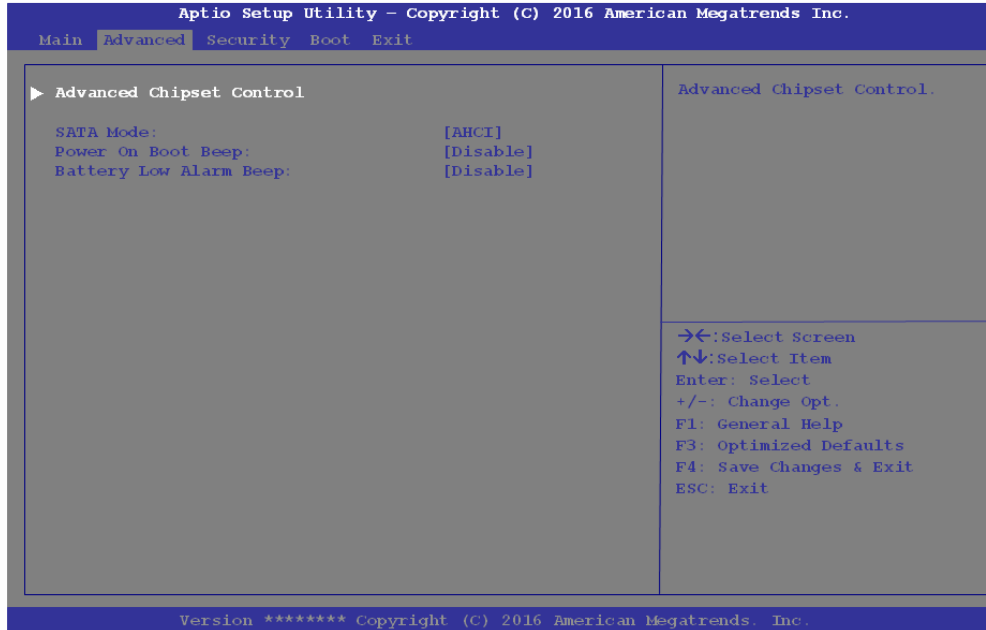 Aptio Setup Utility – Copyright (C) 2016 American Megatrends Inc.
Main Advanced Security Boot Exit
Advanced Chipset Control
SATA Mode: [AHCI]
Power On Boot Beep: [Disable]
Battery Low Alarm Beep: [Disable]
Advanced Chipset Control.
→←:Select Screen
↑↓:Select Item
Enter: Select
+/-: Change Opt.
F1: General Help
F3: Optimized Defaults
F4: Save Changes & Exit
ESC: Exit
Version ******** Copyright (C) 2016 American Megatrends. Inc.